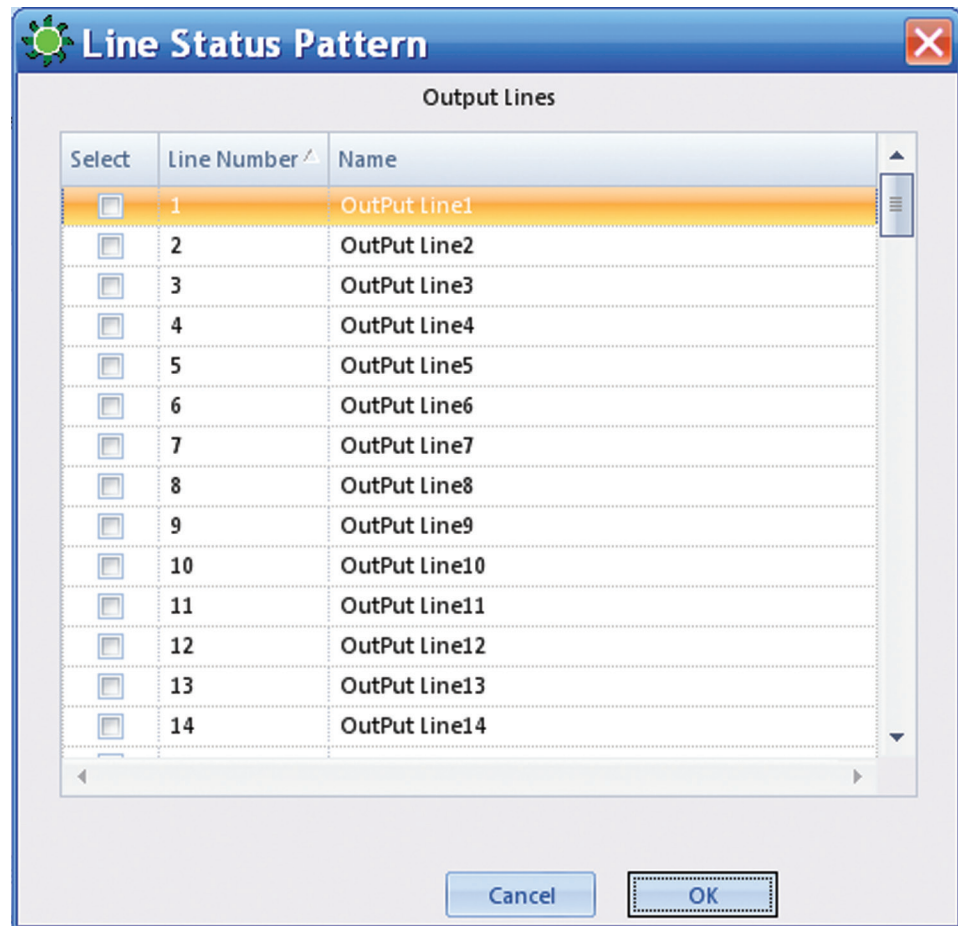 Line Status Pattern
Output Lines
Select Line Number Name
1 OutPut Line1
2 OutPut Line2
3 OutPut Line3
4 OutPut Line4
5 OutPut Line5
6 OutPut Line6
7 OutPut Line7
8 OutPut Line8
9 OutPut Line9
10 OutPut Line10
11 OutPut Line11
12 OutPut Line12
13 OutPut Line13
14 OutPut Line14
Cancel OK